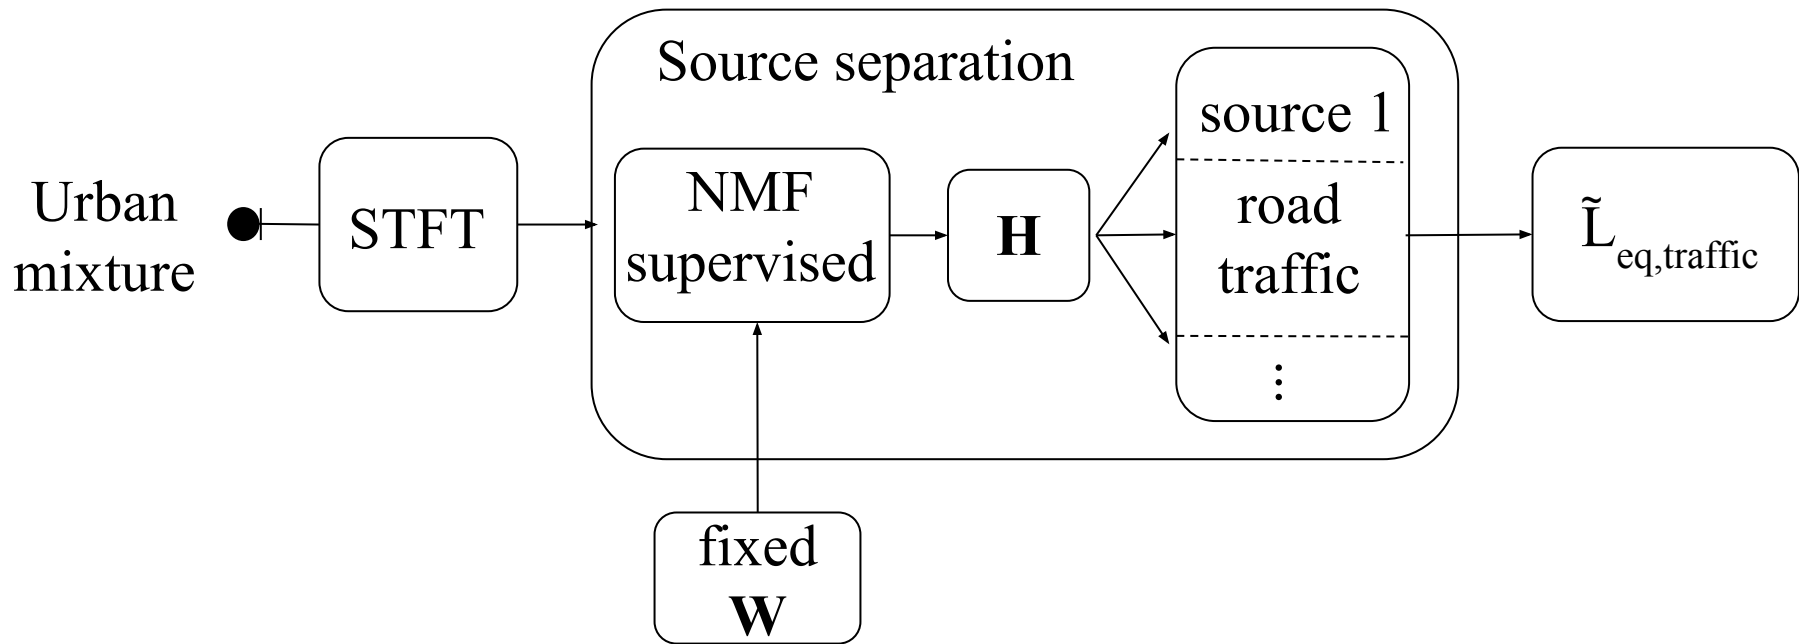 Urban
mixture
STFT
Source separation
NMF
supervised
fixed
W
H
source 1
road
traffic
⋮
L̃eq,traffic